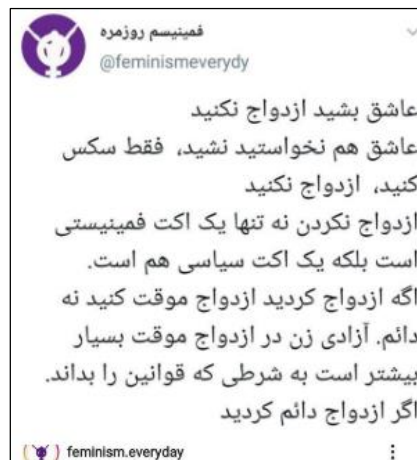 فمینیسم روزمره
@feminismeverydy
عاشق بشید ازدواج نکنید
عاشق هم نخواستید نشید، فقط سکس
کنید، ازدواج نکنید
ازدواج نکردن نه تنها یک اکت فمینیستی
است بلکه یک اکت سیاسی هم است.
اگه ازدواج کردید ازدواج موقت کنید نه
دائم. آزادی زن در ازدواج موقت بسیار
بیشتر است به شرطی که قوانین را بداند.
اگر ازدواج دائم کردید
feminism.everyday